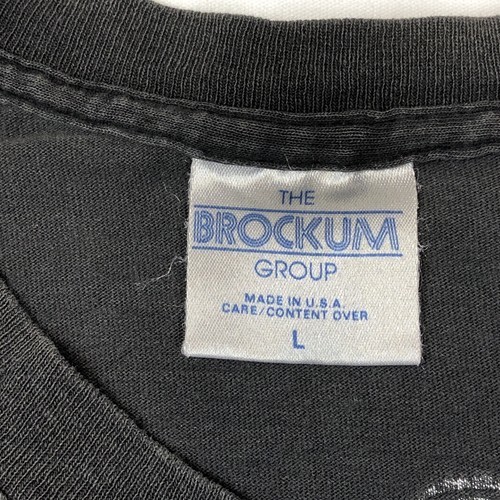 THE
BROCKUM
GROUP
MADE IN U.S.A.
CARE/CONTENT OVER
L